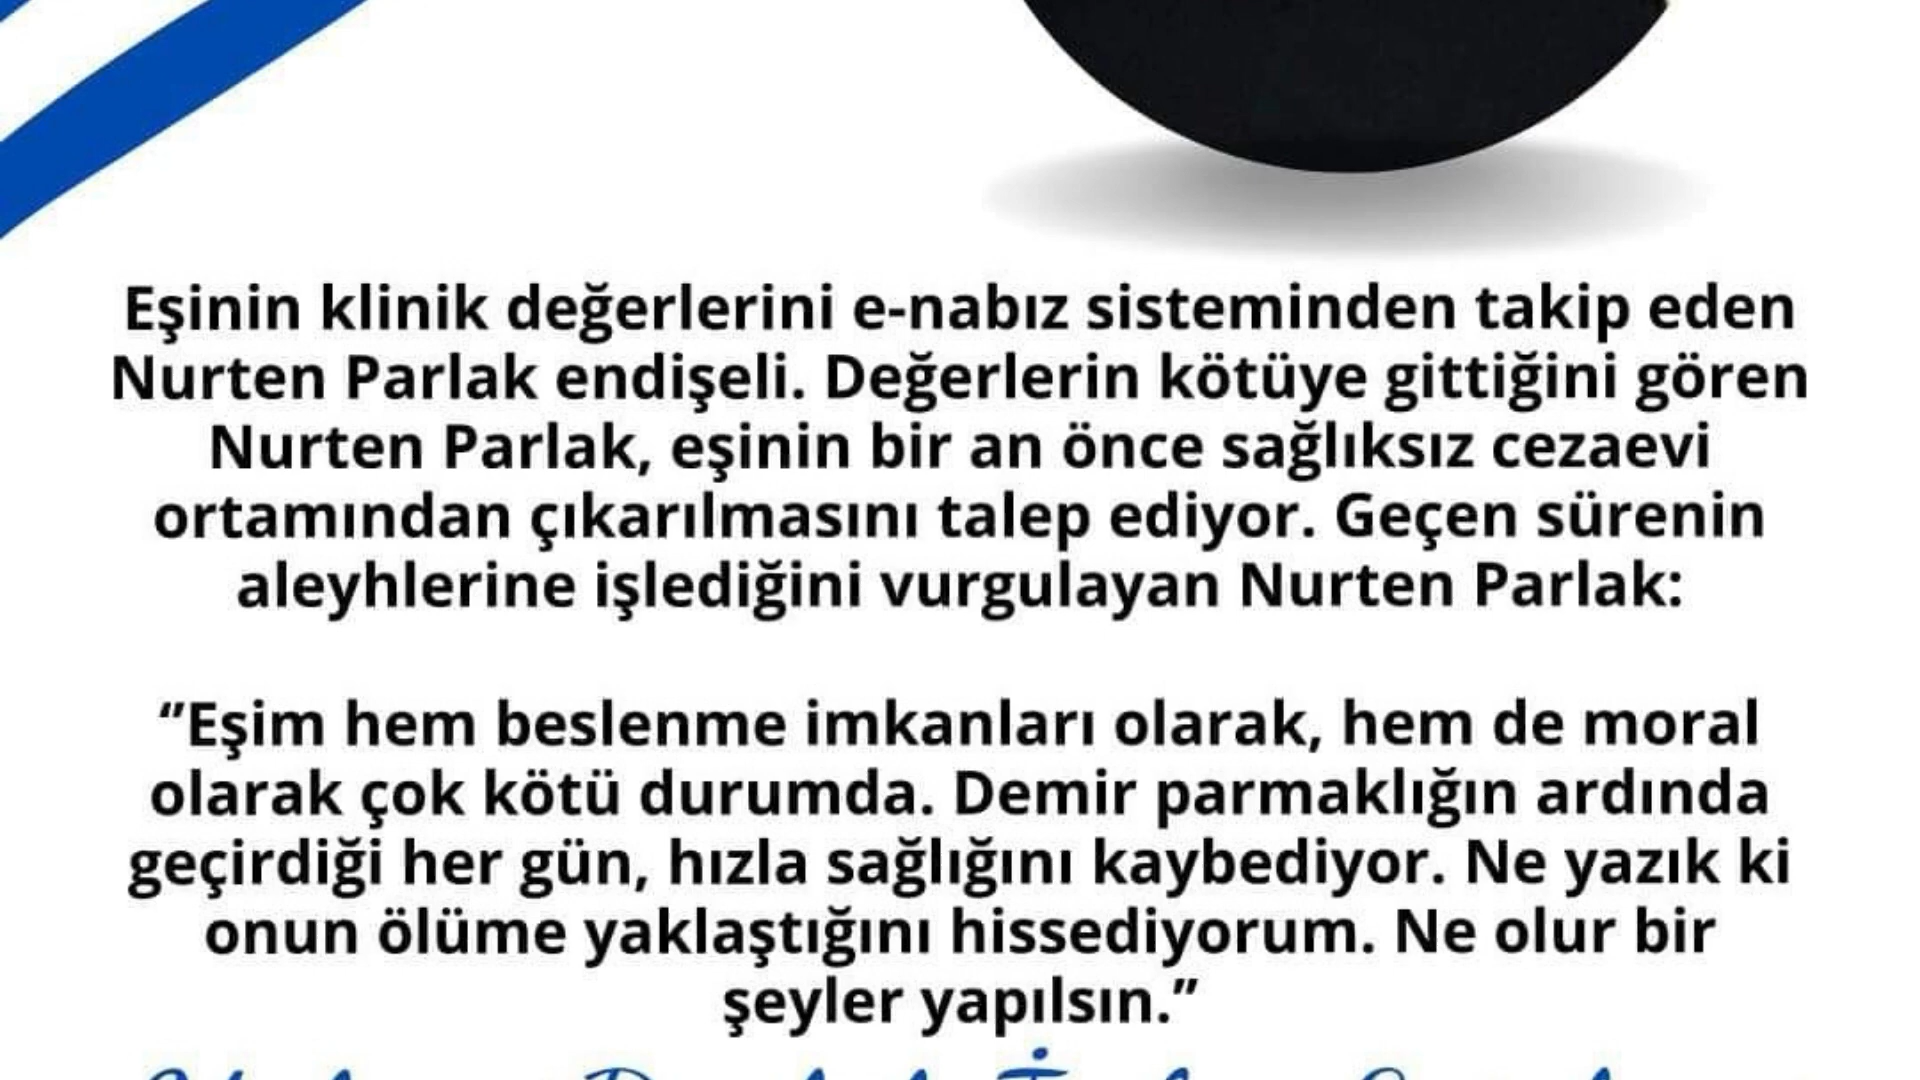 Eşinin klinik değerlerini e-nabız sisteminden takip eden
Nurten Parlak endişeli. Değerlerin kötüye gittiğini gören
Nurten Parlak, eşinin bir an önce sağlıksız cezaevi
ortamından çıkarılmasını talep ediyor. Geçen sürenin
aleyhlerine işlediğini vurgulayan Nurten Parlak:
“Eşim hem beslenme imkanları olarak, hem de moral
olarak çok kötü durumda. Demir parmaklığın ardında
geçirdiği her gün, hızla sağlığını kaybediyor. Ne yazık ki
onun ölüme yaklaştığını hissediyorum. Ne olur bir
şeyler yapılsın.”